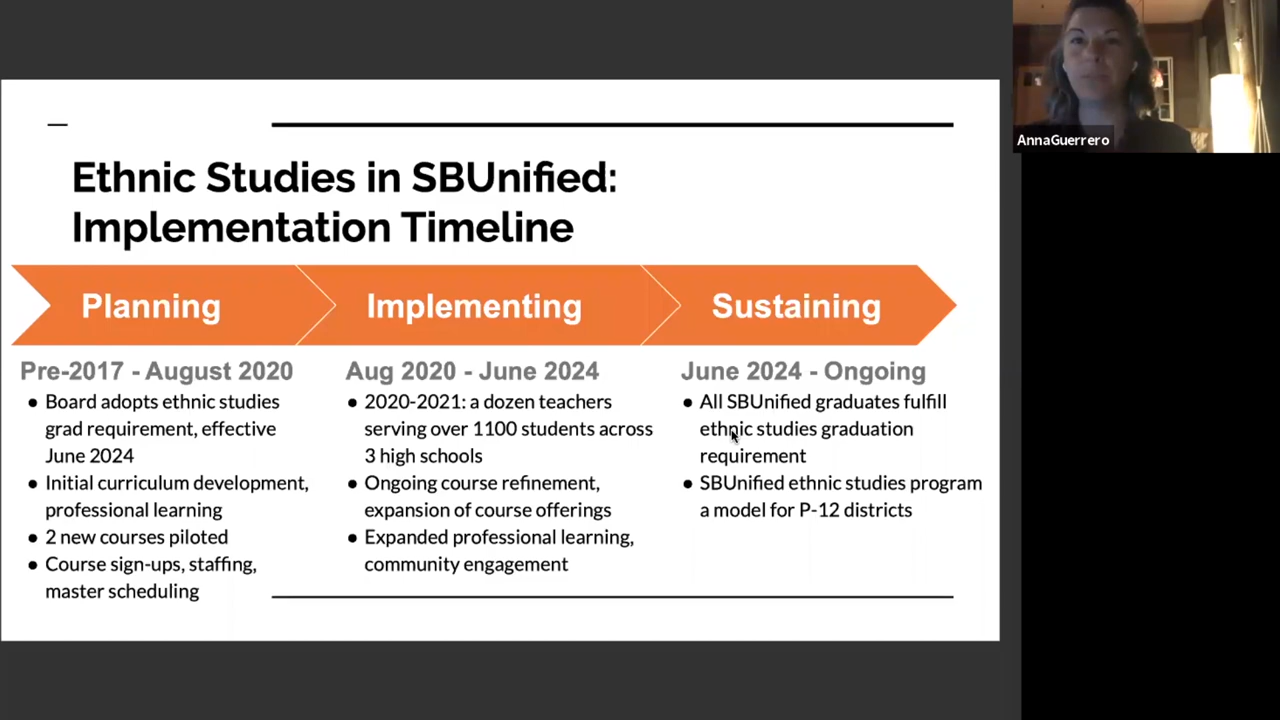 Ethnic Studies in SBUnified:
Implementation Timeline
Planning
Implementing
Sustaining
Pre-2017 - August 2020
● Board adopts ethnic studies
grad requirement, effective
June 2024
● Initial curriculum development,
professional learning
● 2 new courses piloted
● Course sign-ups, staffing,
master scheduling
Aug 2020 - June 2024
● 2020-2021: a dozen teachers
serving over 1100 students across
3 high schools
● Ongoing course refinement,
expansion of course offerings
● Expanded professional learning,
community engagement
June 2024 - Ongoing
● All SBUnified graduates fulfill
ethnic studies graduation
requirement
● SBUnified ethnic studies program
a model for P-12 districts
AnnaGuerrero